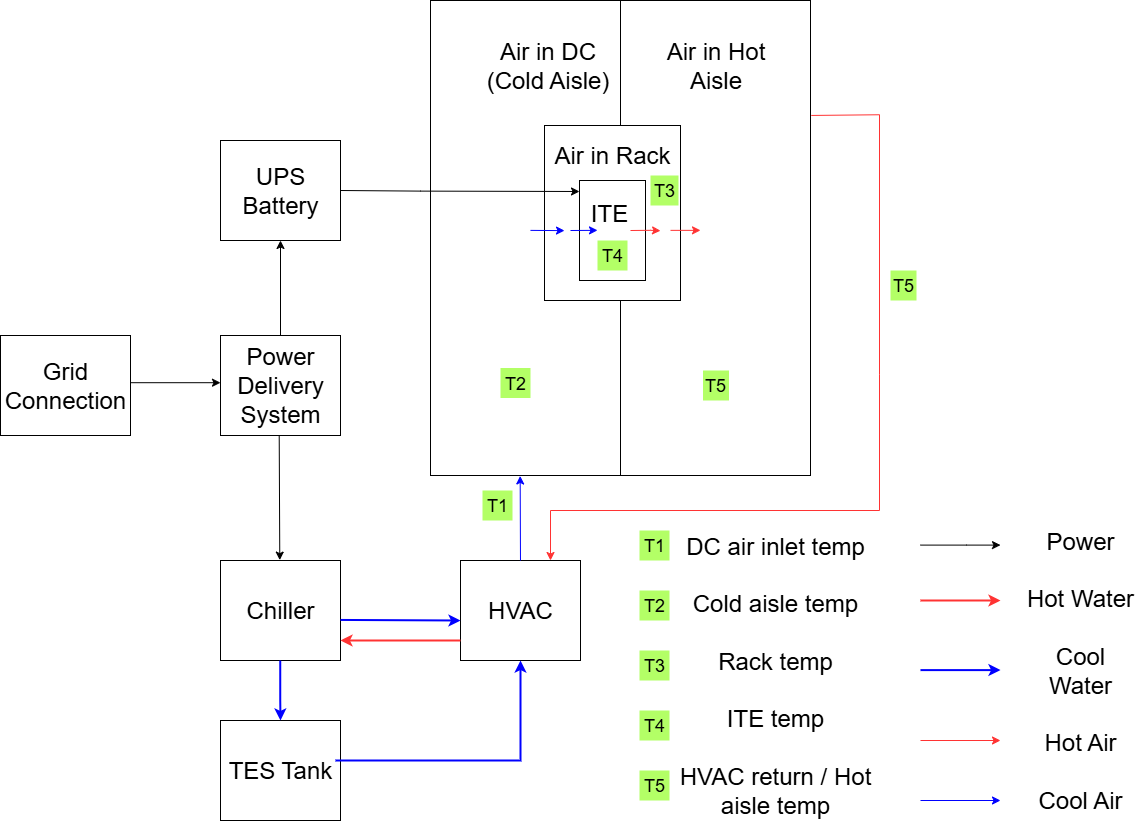 Air in DC
(Cold Aisle)
Air in Hot
Aisle
Air in Rack
UPS
Battery
T3
ITE
T4
T5
Grid
Connection
Power
Delivery
System
T2
T5
T1
Chiller
HVAC
TES Tank
T1 DC air inlet temp
T2 Cold aisle temp
T3 Rack temp
T4 ITE temp
T5 HVAC return / Hot
aisle temp
Power
Hot Water
Cool
Water
Hot Air
Cool Air